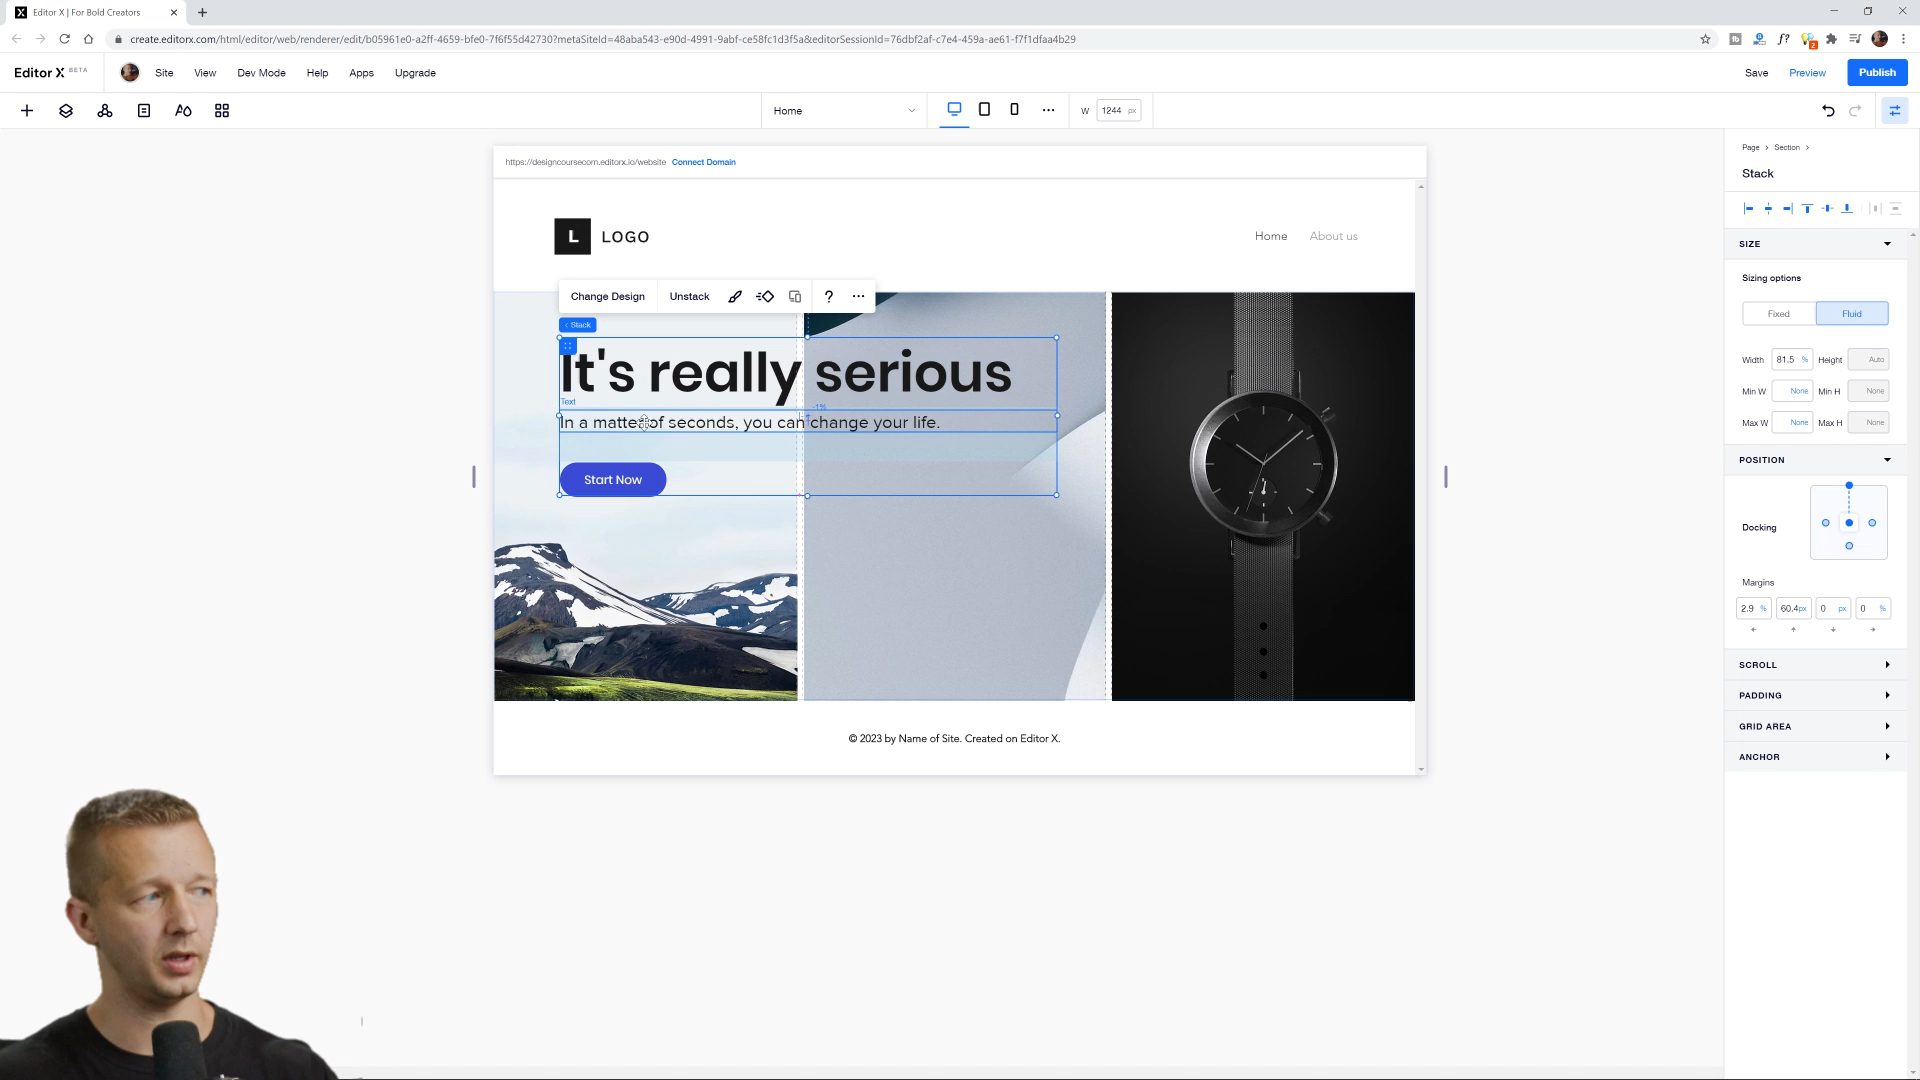 Editor X | For Bold Creators
create.editorx.com/html/editor/web/renderer/edit/b05961e0-a2ff-4659-bfe0-7f6f55d42730?metaSiteId=48aba543-e90d-4991-9abf-ce58fc1d3f5a&editorSessionId=76dbf2af-c7e4-459a-ae61-f7f1dfaa4b29
f?
2
Editor X BETA Site View Dev Mode Help Apps Upgrade Save Preview Publish
Home W 1244 px
Page > Section >
Stack
https://designcoursecom.editorx.io/website Connect Domain
L LOGO Home About us
SIZE
Sizing options
Fixed Fluid
Change Design Unstack ?
< Stack
It's really serious
Text
-1%
In a matter of seconds, you can change your life.
Start Now
Width 81.5 % Height Auto
Min W None Min H None
Max W None Max H None
POSITION
Docking
Margins
2.9 % 60.4px 0 px 0 %
SCROLL
PADDING
GRID AREA
ANCHOR
© 2023 by Name of Site. Created on Editor X.